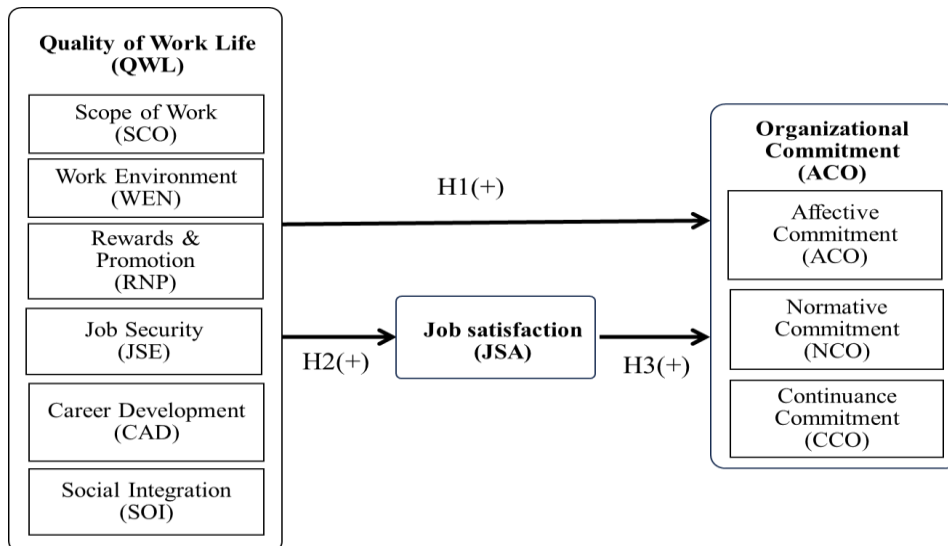 Quality of Work Life
(QWL)
Scope of Work
(SCO)
Work Environment
(WEN)
Rewards &
Promotion
(RNP)
Job Security
(JSE)
Career Development
(CAD)
Social Integration
(SOI)
H1(+)
H2(+)
Job satisfaction
(JSA)
H3(+)
Organizational
Commitment
(ACO)
Affective
Commitment
(ACO)
Normative
Commitment
(NCO)
Continuance
Commitment
(CCO)